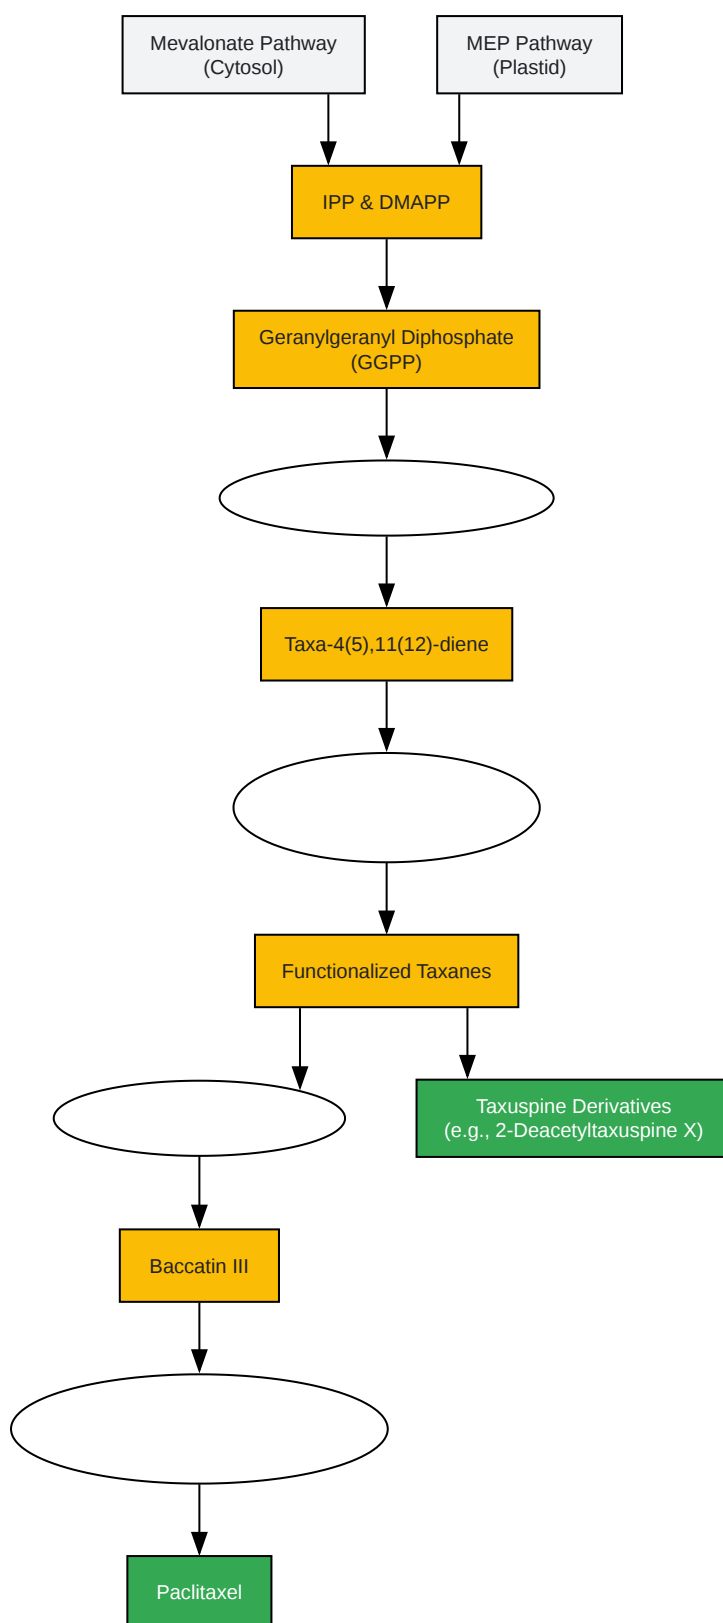 Mevalonate Pathway
(Cytosol)
MEP Pathway
(Plastid)
IPP & DMAPP
Geranylgeranyl Diphosphate
(GGPP)
Taxa-4(5),11(12)-diene
Functionalized Taxanes
Taxuspine Derivatives
(e.g., 2-Deacetyltaxuspine X)
Baccatin III
Paclitaxel